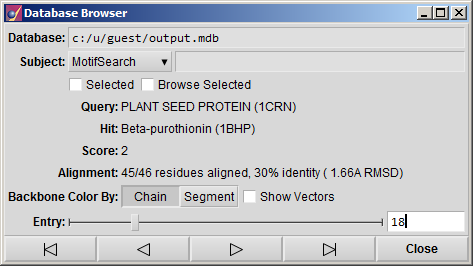 Database Browser
Database: c:/u/guest/output.mdb
Subject: MotifSearch
Selected Browse Selected
Query: PLANT SEED PROTEIN (1CRN)
Hit: Beta-purothionin (1BHP)
Score: 2
Alignment: 45/46 residues aligned, 30% identity ( 1.66A RMSD)
Backbone Color By: Chain Segment Show Vectors
Entry: 18
Close